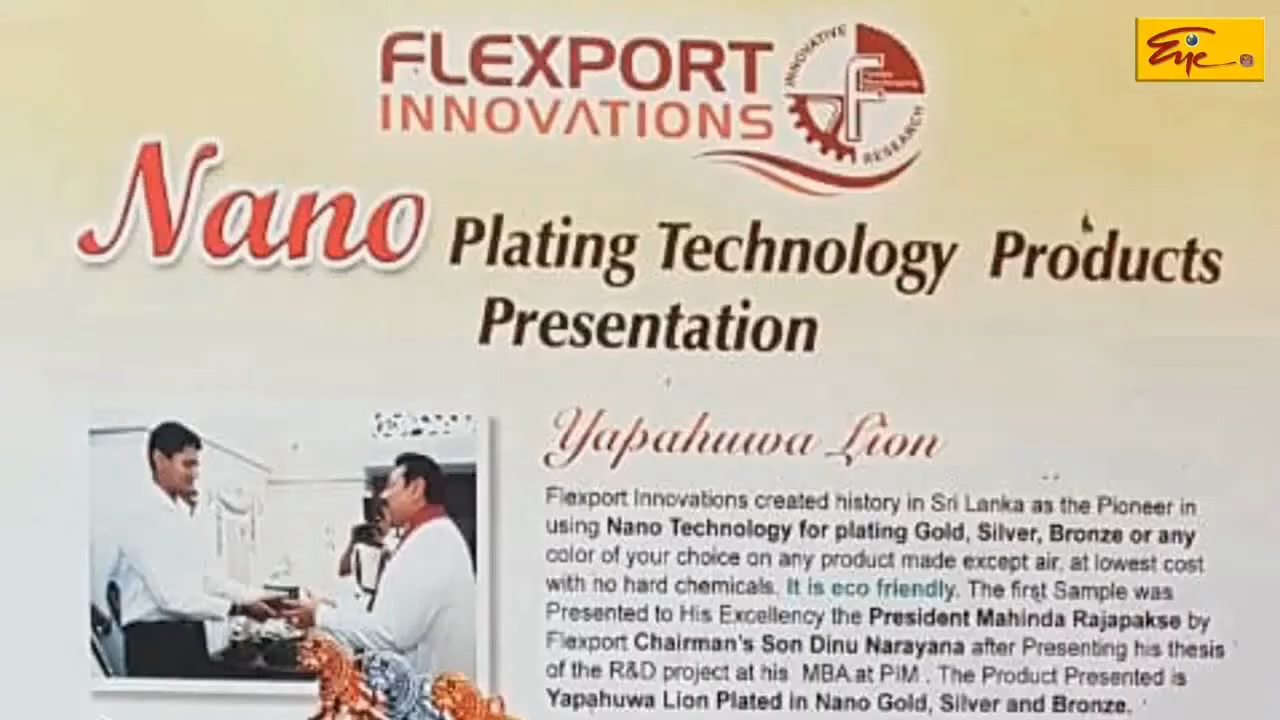 FLEXPORT
INNOVATIONS
INNOVATIVE
RESEARCH
Eye
Nano Plating Technology Products
Presentation
Yapahuwa Lion
Flexport Innovations created history in Sri Lanka as the Pioneer in
using Nano Technology for plating Gold, Silver, Bronze or any
color of your choice on any product made except air, at lowest cost
with no hard chemicals. It is eco friendly. The first Sample was
Presented to His Excellency the President Mahinda Rajapakse by
Flexport Chairman's Son Dinu Narayana after Presenting his thesis
of the R&D project at his MBA at PIM . The Product Presented is
Yapahuwa Lion Plated in Nano Gold, Silver and Bronze.